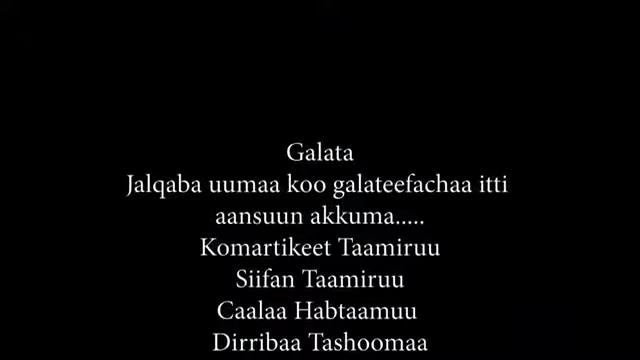 Galata
Jalqaba uumaa koo galateefachaa itti
aansuun akkuma.....
Komartikeet Taamiruu
Siifan Taamiruu
Caalaa Habtaamuu
Dirribaa Tashoomaa